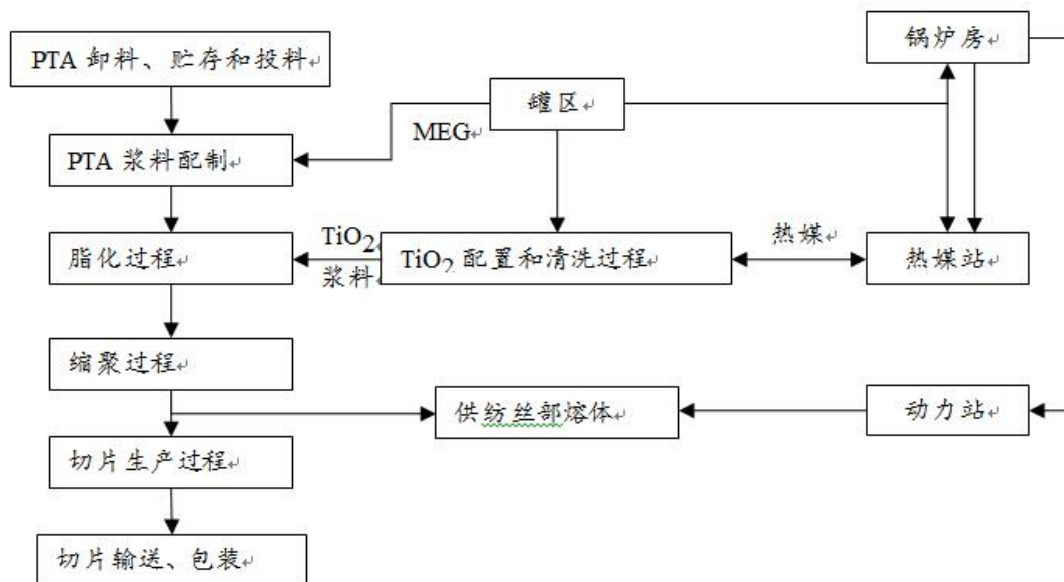 锅炉房
PTA 卸料、贮存和投料
罐区
MEG
PTA 浆料配制
热媒
TiO2
浆料
脂化过程
TiO2 配置和清洗过程
热媒站
缩聚过程
供纺丝部熔体
动力站
切片生产过程
切片输送、包装